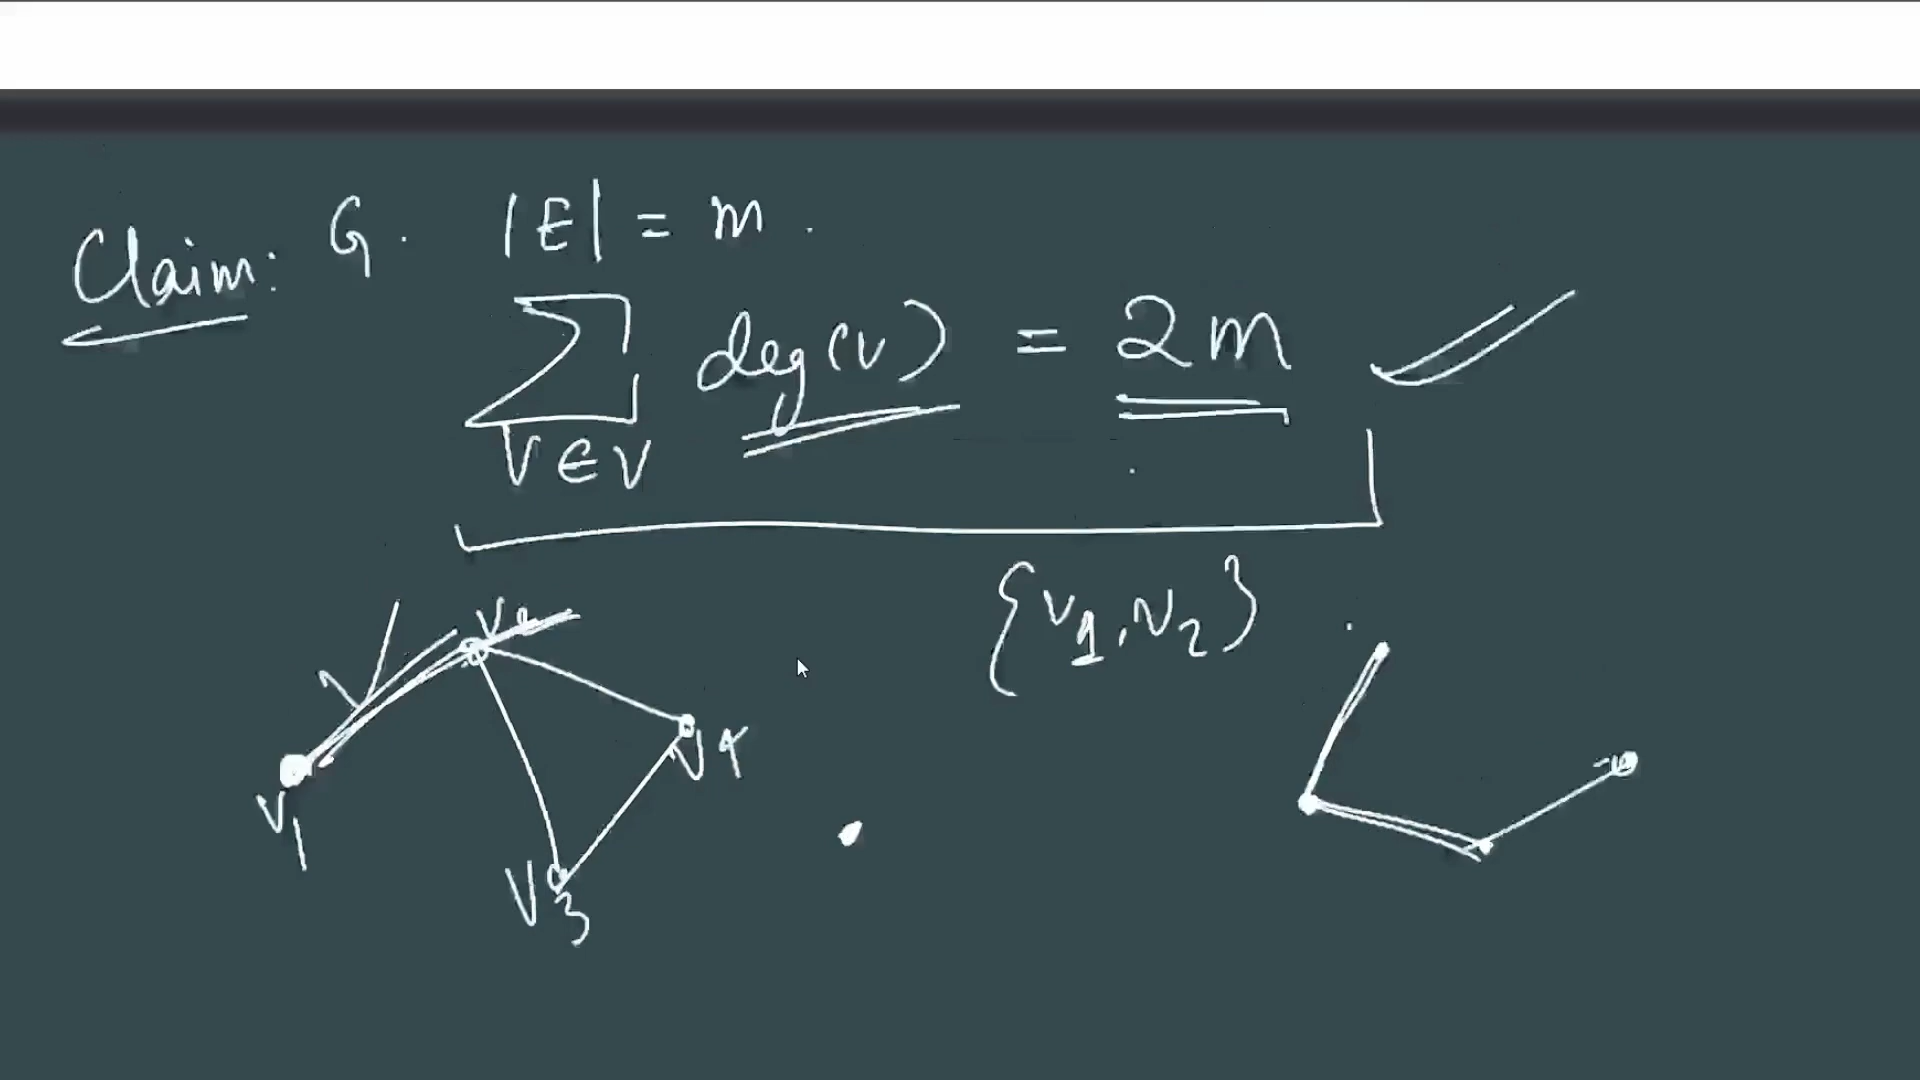 Claim: G. |E| = m.
∑ deg(v) = 2m
v∈V
{v1, v2}
v2
v4
v1
v3